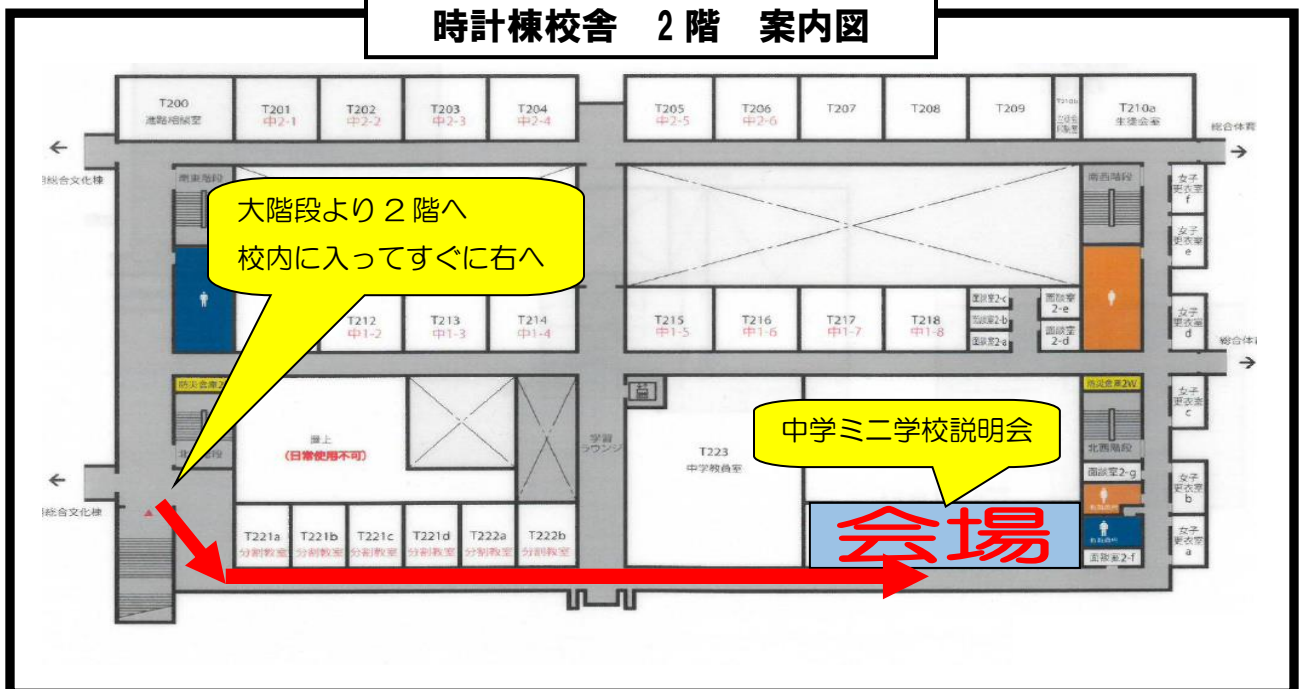 時計棟校舎 2階 案内図
T200
進路相談室
T201
中2-1
T202
中2-2
T203
中2-3
T204
中2-4
T205
中2-5
T206
中2-6
T207
T208
T209
T210a
生徒会室
←
総合文化棟
総合体育
→
南東階段
南西階段
女子
更衣室
f
女子
更衣室
e
大階段より2階へ
校内に入ってすぐに右へ
T212
中1-2
T213
中1-3
T214
中1-4
T215
中1-5
T216
中1-6
T217
中1-7
T218
中1-8
面談室2-c
面談室2-b
面談室2-a
面談室
2-e
面談室
2-d
女子
更衣室
d
総合体育
→
防災倉庫2
防災倉庫2W
女子
更衣室
c
屋上
(日常使用不可)
学習
ラウンジ
T223
中学教員室
中学ミニ学校説明会
北西階段
面談室2-g
女子
更衣室
b
←
総合文化棟
T221a
分割教室
T221b
分割教室
T221c
分割教室
T221d
分割教室
T222a
分割教室
T222b
分割教室
会場
面談室2-f
女子
更衣室
a